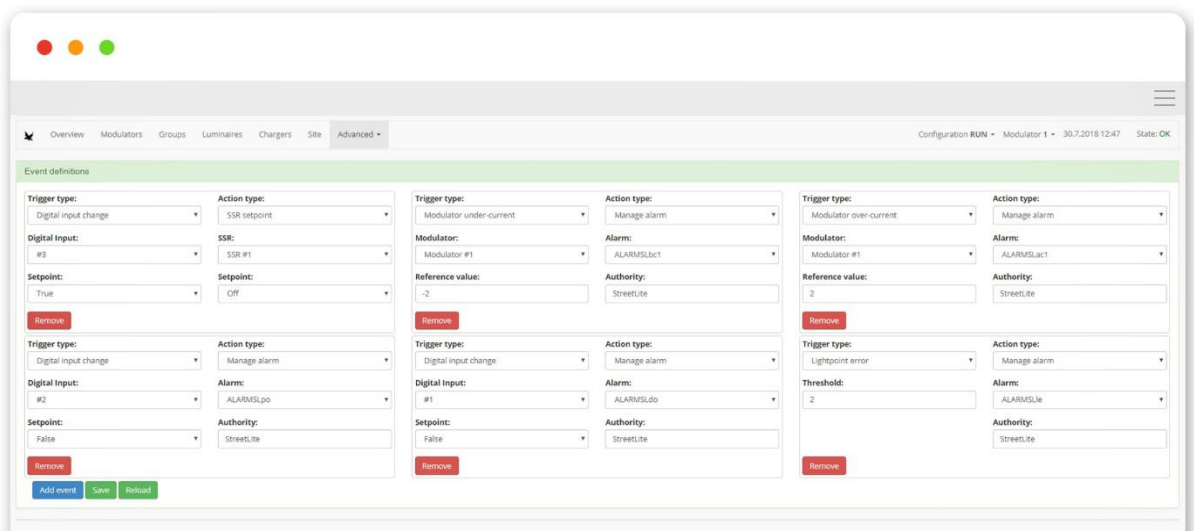 Overview Modulators Groups Luminaires Chargers Site Advanced Configuration RUN Modulator 1 30.7.2018 12:47 State: OK
Event definitions
Trigger type: Action type: Trigger type: Action type: Trigger type: Action type:
Digital input change SSR setpoint Modulator under-current Manage alarm Modulator over-current Manage alarm
Digital Input: SSR: Modulator: Alarm: Modulator: Alarm:
#3 SSR #1 Modulator #1 ALARMSLbc1 Modulator #1 ALARMSLac1
Setpoint: Setpoint: Reference value: Authority: Reference value: Authority:
True Off -2 StreetLite 2 StreetLite
Remove Remove Remove
Trigger type: Action type: Trigger type: Action type: Trigger type: Action type:
Digital input change Manage alarm Digital input change Manage alarm Lightpoint error Manage alarm
Digital Input: Alarm: Digital Input: Alarm: Threshold: Alarm:
#2 ALARMSLpo #1 ALARMSLdo 2 ALARMSLle
Setpoint: Authority: Setpoint: Authority: Authority:
False StreetLite False StreetLite StreetLite
Remove Remove Remove
Add event Save Reload